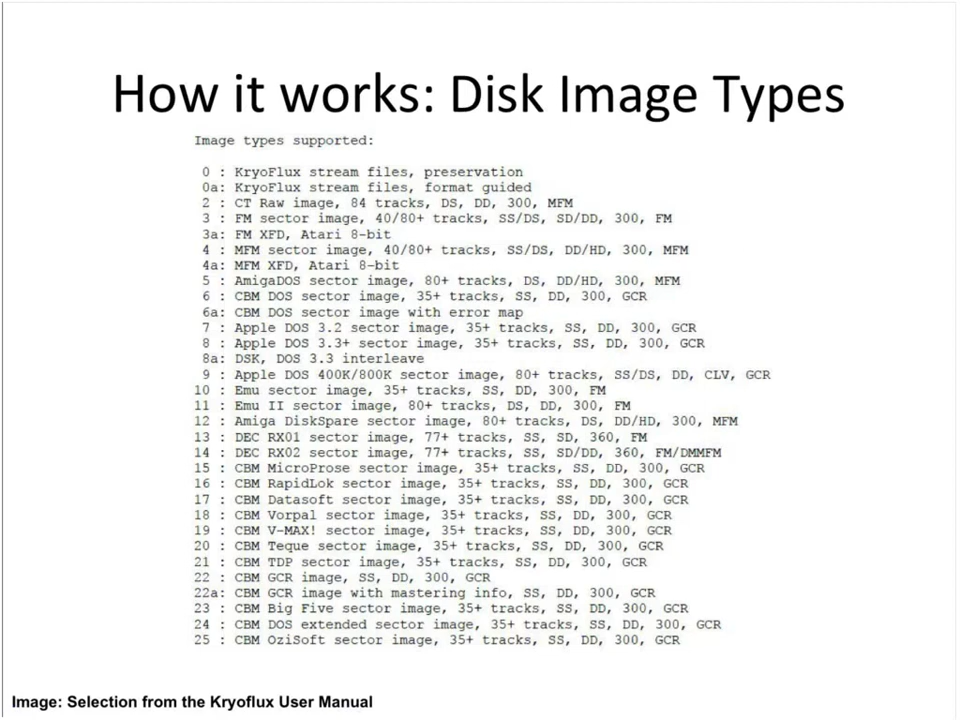 How it works: Disk Image Types
Image types supported:
0 : KryoFlux stream files, preservation
0a: KryoFlux stream files, format guided
2 : CT Raw image, 84 tracks, DS, DD, 300, MFM
3 : FM sector image, 40/80+ tracks, SS/DS, SD/DD, 300, FM
3a: FM XFD, Atari 8-bit
4 : MFM sector image, 40/80+ tracks, SS/DS, DD/HD, 300, MFM
4a: MFM XFD, Atari 8-bit
5 : AmigaDOS sector image, 80+ tracks, DS, DD/HD, 300, MFM
6 : CBM DOS sector image, 35+ tracks, SS, DD, 300, GCR
6a: CBM DOS sector image with error map
7 : Apple DOS 3.2 sector image, 35+ tracks, SS, DD, 300, GCR
8 : Apple DOS 3.3+ sector image, 35+ tracks, SS, DD, 300, GCR
8a: DSK, DOS 3.3 interleave
9 : Apple DOS 400K/800K sector image, 80+ tracks, SS/DS, DD, CLV, GCR
10 : Emu sector image, 35+ tracks, SS, DD, 300, FM
11 : Emu II sector image, 80+ tracks, DS, DD, 300, FM
12 : Amiga DiskSpare sector image, 80+ tracks, DS, DD/HD, 300, MFM
13 : DEC RX01 sector image, 77+ tracks, SS, SD, 360, FM
14 : DEC RX02 sector image, 77+ tracks, SS, SD/DD, 360, FM/DMMFM
15 : CBM MicroProse sector image, 35+ tracks, SS, DD, 300, GCR
16 : CBM RapidLok sector image, 35+ tracks, SS, DD, 300, GCR
17 : CBM Datasoft sector image, 35+ tracks, SS, DD, 300, GCR
18 : CBM Vorpal sector image, 35+ tracks, SS, DD, 300, GCR
19 : CBM V-MAX! sector image, 35+ tracks, SS, DD, 300, GCR
20 : CBM Teque sector image, 35+ tracks, SS, DD, 300, GCR
21 : CBM TDP sector image, 35+ tracks, SS, DD, 300, GCR
22 : CBM GCR image, SS, DD, 300, GCR
22a: CBM GCR image with mastering info, SS, DD, 300, GCR
23 : CBM Big Five sector image, 35+ tracks, SS, DD, 300, GCR
24 : CBM DOS extended sector image, 35+ tracks, SS, DD, 300, GCR
25 : CBM OziSoft sector image, 35+ tracks, SS, DD, 300, GCR
Image: Selection from the Kryoflux User Manual